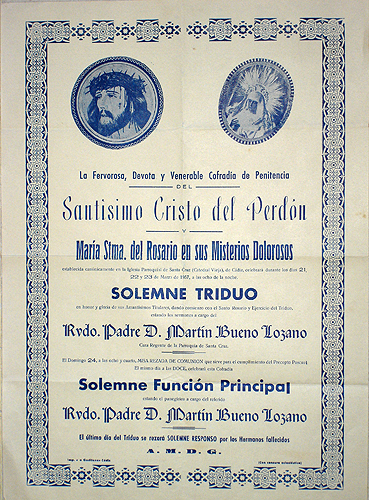 La Fervorosa, Devota y Venerable Cofradía de Penitencia
DEL
Santísimo Cristo del Perdón
Y
María Stma. del Rosario en sus Misterios Dolorosos
establecida canónicamente en la Iglesia Parroquial de Santa Cruz (Catedral Vieja), de Cádiz, celebrará durante los días 21,
22 y 23 de Marzo de 1957, a las ocho de la noche,
SOLEMNE TRIDUO
en honor y gloria de sus Amantísimos Titulares, dando comienzo con el Santo Rosario y Ejercicio del Triduo,
estando los sermones a cargo del
Rvdo. Padre D. Martín Bueno Lozano
Cura Regente de la Parroquia de Santa Cruz.
El Domingo 24, a las ocho y cuarto, MISA REZADA DE COMUNION que sirve para el cumplimiento del Precepto Pascual
El mismo día a las DOCE, celebrará esta Cofradía
Solemne Función Principal
estando el panegírico a cargo del referido
Rvdo. Padre D. Martín Bueno Lozano
El último día del Triduo se rezará SOLEMNE RESPONSO por los Hermanos fallecidos
A. M. D. G.
(Con censura eclesiástica)